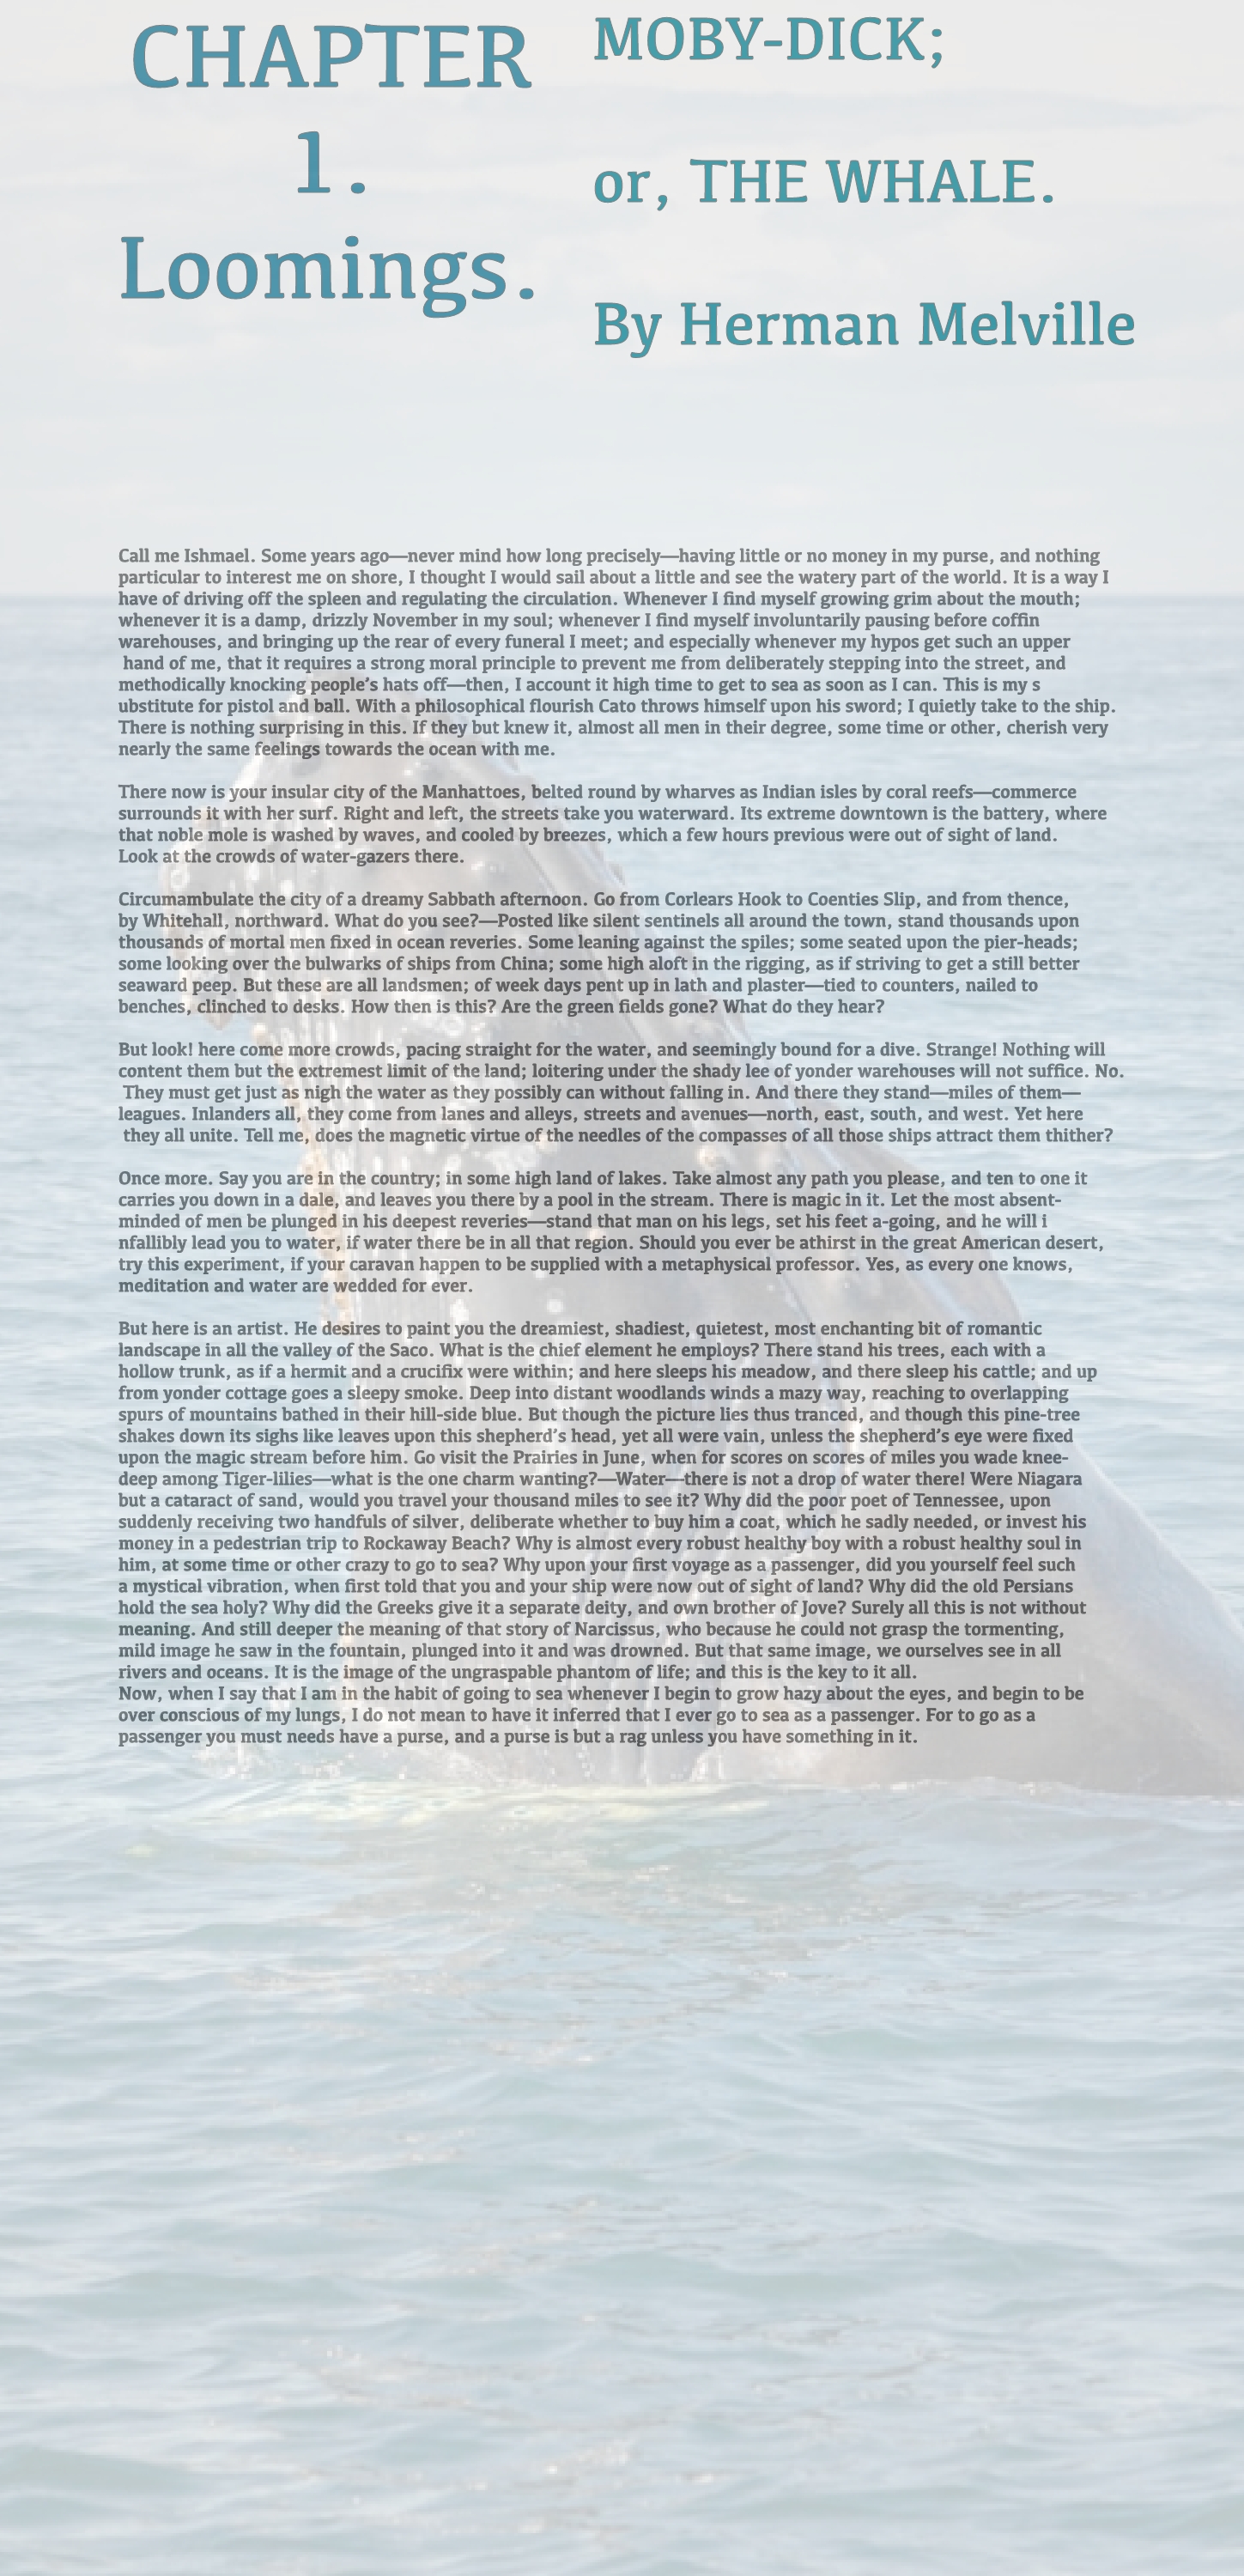 CHAPTER
1.
Loomings.
MOBY-DICK;
or, THE WHALE.
By Herman Melville
Call me Ishmael. Some years ago—never mind how long precisely—having little or no money in my purse, and nothing
particular to interest me on shore, I thought I would sail about a little and see the watery part of the world. It is a way I
have of driving off the spleen and regulating the circulation. Whenever I find myself growing grim about the mouth;
whenever it is a damp, drizzly November in my soul; whenever I find myself involuntarily pausing before coffin
warehouses, and bringing up the rear of every funeral I meet; and especially whenever my hypos get such an upper
hand of me, that it requires a strong moral principle to prevent me from deliberately stepping into the street, and
methodically knocking people’s hats off—then, I account it high time to get to sea as soon as I can. This is my s
ubstitute for pistol and ball. With a philosophical flourish Cato throws himself upon his sword; I quietly take to the ship.
There is nothing surprising in this. If they but knew it, almost all men in their degree, some time or other, cherish very
nearly the same feelings towards the ocean with me.
There now is your insular city of the Manhattoes, belted round by wharves as Indian isles by coral reefs—commerce
surrounds it with her surf. Right and left, the streets take you waterward. Its extreme downtown is the battery, where
that noble mole is washed by waves, and cooled by breezes, which a few hours previous were out of sight of land.
Look at the crowds of water-gazers there.
Circumambulate the city of a dreamy Sabbath afternoon. Go from Corlears Hook to Coenties Slip, and from thence,
by Whitehall, northward. What do you see?—Posted like silent sentinels all around the town, stand thousands upon
thousands of mortal men fixed in ocean reveries. Some leaning against the spiles; some seated upon the pier-heads;
some looking over the bulwarks of ships from China; some high aloft in the rigging, as if striving to get a still better
seaward peep. But these are all landsmen; of week days pent up in lath and plaster—tied to counters, nailed to
benches, clinched to desks. How then is this? Are the green fields gone? What do they hear?
But look! here come more crowds, pacing straight for the water, and seemingly bound for a dive. Strange! Nothing will
content them but the extremest limit of the land; loitering under the shady lee of yonder warehouses will not suffice. No.
They must get just as nigh the water as they possibly can without falling in. And there they stand—miles of them—
leagues. Inlanders all, they come from lanes and alleys, streets and avenues—north, east, south, and west. Yet here
they all unite. Tell me, does the magnetic virtue of the needles of the compasses of all those ships attract them thither?
Once more. Say you are in the country; in some high land of lakes. Take almost any path you please, and ten to one it
carries you down in a dale, and leaves you there by a pool in the stream. There is magic in it. Let the most absent-
minded of men be plunged in his deepest reveries—stand that man on his legs, set his feet a-going, and he will i
nfallibly lead you to water, if water there be in all that region. Should you ever be athirst in the great American desert,
try this experiment, if your caravan happen to be supplied with a metaphysical professor. Yes, as every one knows,
meditation and water are wedded for ever.
But here is an artist. He desires to paint you the dreamiest, shadiest, quietest, most enchanting bit of romantic
landscape in all the valley of the Saco. What is the chief element he employs? There stand his trees, each with a
hollow trunk, as if a hermit and a crucifix were within; and here sleeps his meadow, and there sleep his cattle; and up
from yonder cottage goes a sleepy smoke. Deep into distant woodlands winds a mazy way, reaching to overlapping
spurs of mountains bathed in their hill-side blue. But though the picture lies thus tranced, and though this pine-tree
shakes down its sighs like leaves upon this shepherd’s head, yet all were vain, unless the shepherd’s eye were fixed
upon the magic stream before him. Go visit the Prairies in June, when for scores on scores of miles you wade knee-
deep among Tiger-lilies—what is the one charm wanting?—Water—there is not a drop of water there! Were Niagara
but a cataract of sand, would you travel your thousand miles to see it? Why did the poor poet of Tennessee, upon
suddenly receiving two handfuls of silver, deliberate whether to buy him a coat, which he sadly needed, or invest his
money in a pedestrian trip to Rockaway Beach? Why is almost every robust healthy boy with a robust healthy soul in
him, at some time or other crazy to go to sea? Why upon your first voyage as a passenger, did you yourself feel such
a mystical vibration, when first told that you and your ship were now out of sight of land? Why did the old Persians
hold the sea holy? Why did the Greeks give it a separate deity, and own brother of Jove? Surely all this is not without
meaning. And still deeper the meaning of that story of Narcissus, who because he could not grasp the tormenting,
mild image he saw in the fountain, plunged into it and was drowned. But that same image, we ourselves see in all
rivers and oceans. It is the image of the ungraspable phantom of life; and this is the key to it all.
Now, when I say that I am in the habit of going to sea whenever I begin to grow hazy about the eyes, and begin to be
over conscious of my lungs, I do not mean to have it inferred that I ever go to sea as a passenger. For to go as a
passenger you must needs have a purse, and a purse is but a rag unless you have something in it.